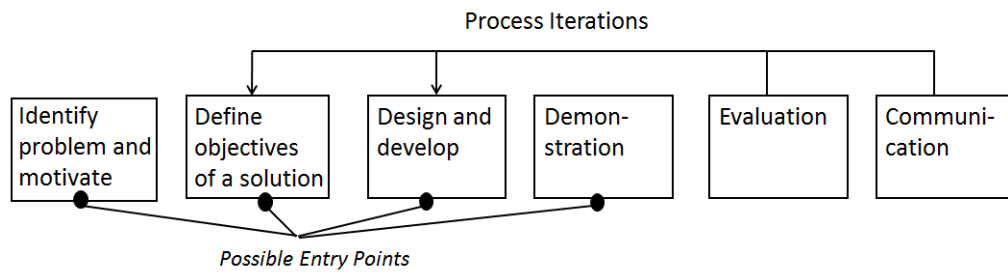 Process Iterations
Identify
problem and
motivate
Define
objectives
of a solution
Design and
develop
Demon-
stration
Evaluation
Communi-
cation
Possible Entry Points